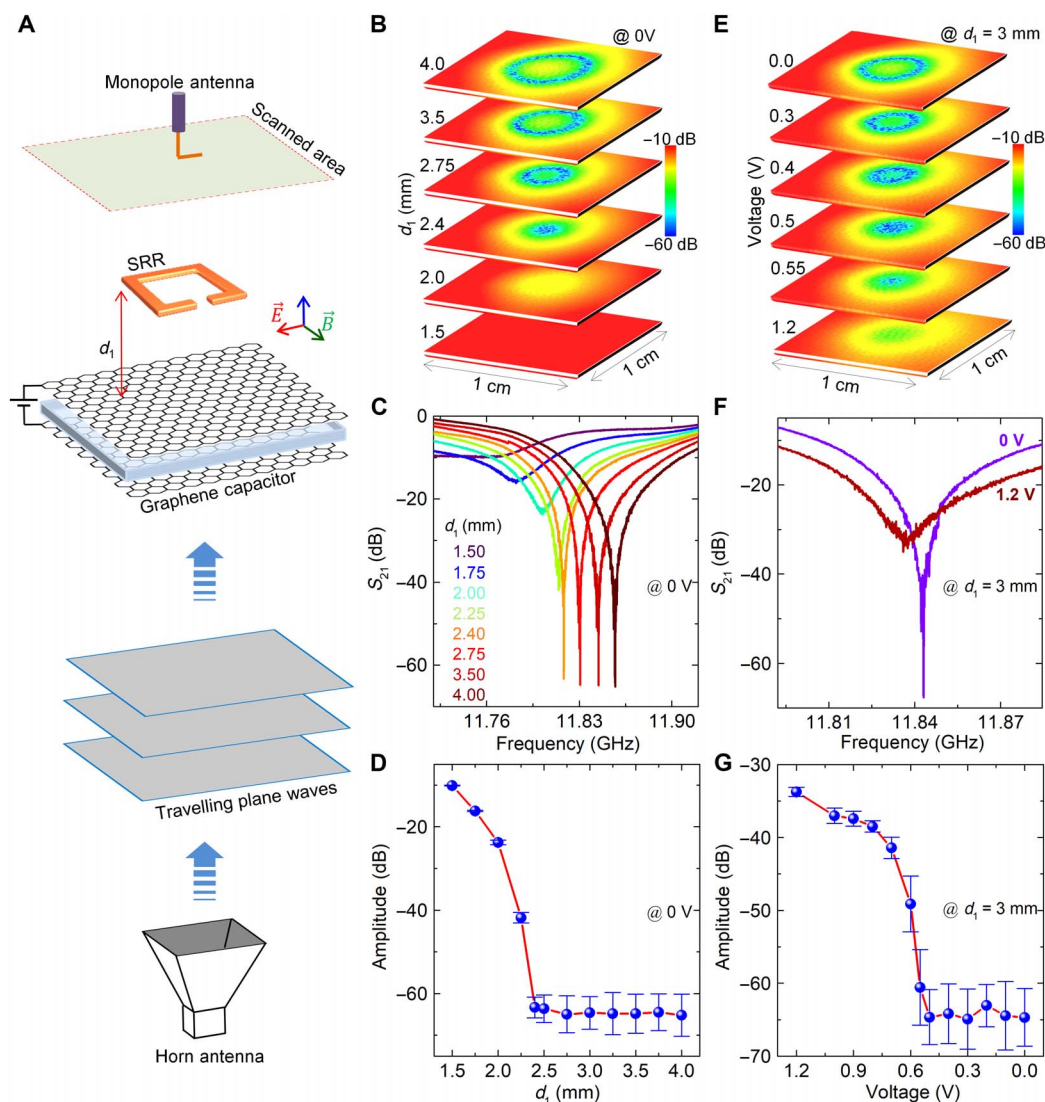 A
Monopole antenna
Scanned area
SRR
d₁
E⃗
B⃗
Graphene capacitor
Travelling plane waves
Horn antenna
B
@ 0V
4.0
3.5
2.75
2.4
2.0
1.5
d₁ (mm)
−10 dB
−60 dB
1 cm
1 cm
C
0
−20
−40
−60
S₂₁ (dB)
d₁ (mm)
1.50
1.75
2.00
2.25
2.40
2.75
3.50
4.00
@ 0 V
11.76 11.83 11.90
Frequency (GHz)
D
−20
−40
−60
Amplitude (dB)
@ 0 V
1.5 2.0 2.5 3.0 3.5 4.0
d₁ (mm)
E
@ d₁ = 3 mm
0.0
0.3
0.4
0.5
0.55
1.2
Voltage (V)
−10 dB
−60 dB
1 cm
1 cm
F
0 V
1.2 V
−20
−40
−60
S₂₁ (dB)
@ d₁ = 3 mm
11.81 11.84 11.87
Frequency (GHz)
G
−30
−40
−50
−60
−70
Amplitude (dB)
@ d₁ = 3 mm
1.2 0.9 0.6 0.3 0.0
Voltage (V)